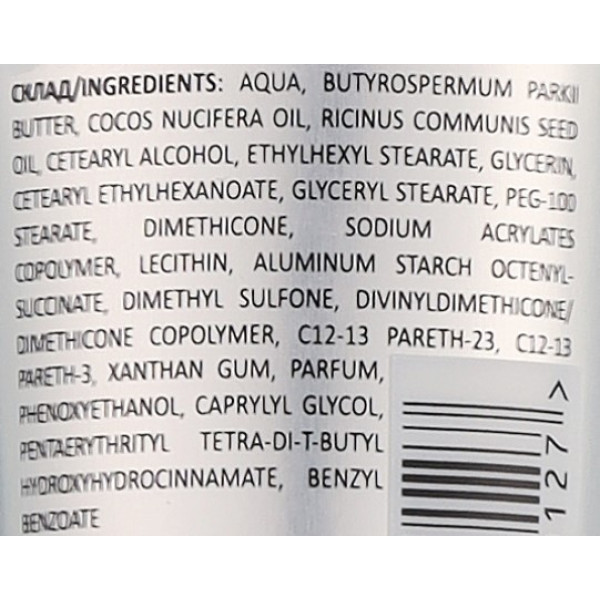 СКЛАД/INGREDIENTS: AQUA, BUTYROSPERMUM PARKII
BUTTER, COCOS NUCIFERA OIL, RICINUS COMMUNIS SEED
OIL, CETEARYL ALCOHOL, ETHYLHEXYL STEARATE, GLYCERIN,
CETEARYL ETHYLHEXANOATE, GLYCERYL STEARATE, PEG-100
STEARATE, DIMETHICONE, SODIUM ACRYLATES
COPOLYMER, LECITHIN, ALUMINUM STARCH OCTENYL-
SUCCINATE, DIMETHYL SULFONE, DIVINYLDIMETHICONE/
DIMETHICONE COPOLYMER, C12-13 PARETH-23, C12-13
PARETH-3, XANTHAN GUM, PARFUM,
PHENOXYETHANOL, CAPRYLYL GLYCOL,
PENTAERYTHRITYL TETRA-DI-T-BUTYL
HYDROXYHYDROCINNAMATE, BENZYL
BENZOATE
127 >